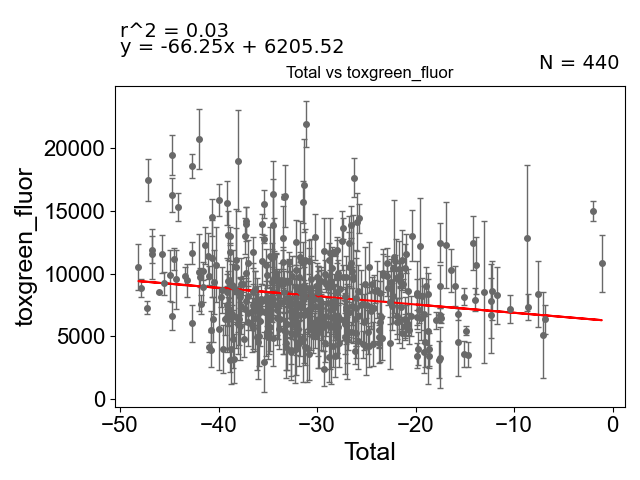 r^2 = 0.03
y = -66.25x + 6205.52
N = 440
Total vs toxgreen_fluor
toxgreen_fluor
20000
15000
10000
5000
0
−50
−40
−30
−20
−10
0
Total